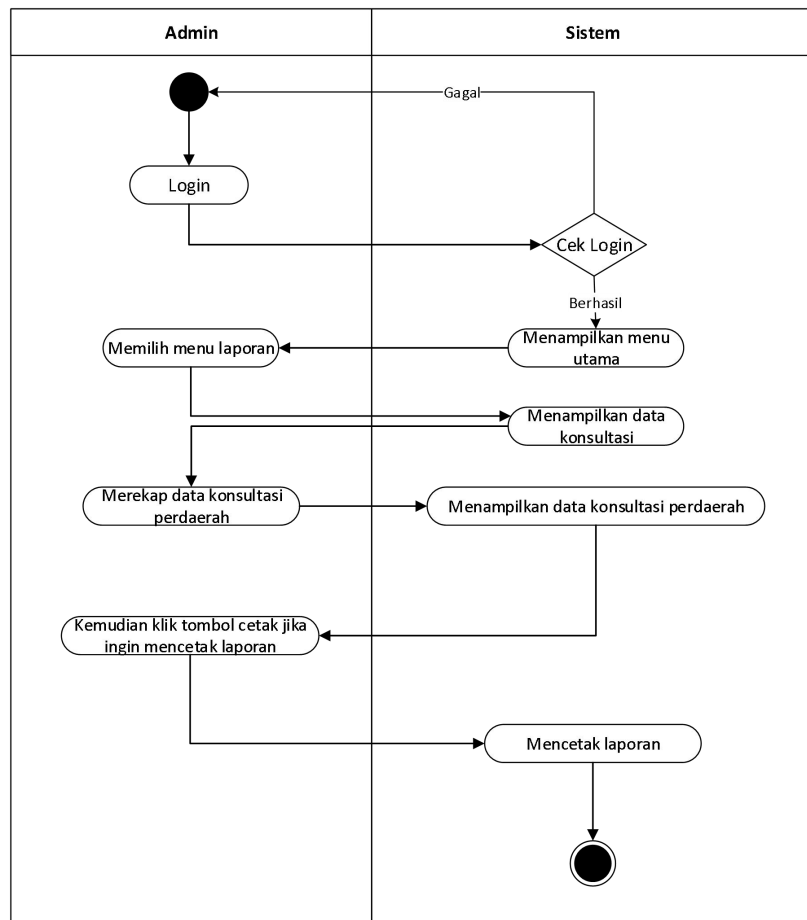 Admin
Sistem
Gagal
Login
Cek Login
Berhasil
Memilih menu laporan
Menampilkan menu
utama
Menampilkan data
konsultasi
Merekap data konsultasi
perdaerah
Menampilkan data konsultasi perdaerah
Kemudian klik tombol cetak jika
ingin mencetak laporan
Mencetak laporan